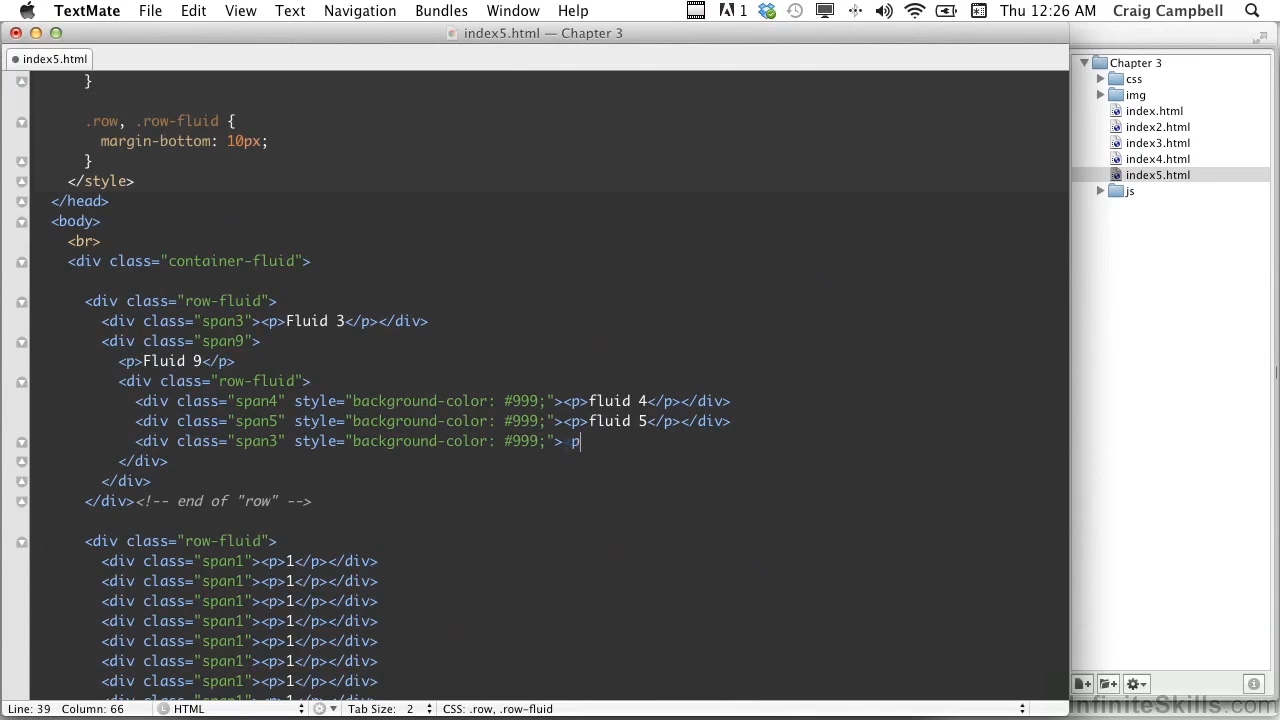 TextMate File Edit View Text Navigation Bundles Window Help 1 Thu 12:26 AM Craig Campbell
index5.html — Chapter 3
index5.html
}
.row, .row-fluid {
margin-bottom: 10px;
}
</style>
</head>
<body>
<br>
<div class="container-fluid">
<div class="row-fluid">
<div class="span3"><p>Fluid 3</p></div>
<div class="span9">
<p>Fluid 9</p>
<div class="row-fluid">
<div class="span4" style="background-color: #999;"><p>fluid 4</p></div>
<div class="span5" style="background-color: #999;"><p>fluid 5</p></div>
<div class="span3" style="background-color: #999;"><p
</div>
</div>
</div><!-- end of "row" -->
<div class="row-fluid">
<div class="span1"><p>1</p></div>
<div class="span1"><p>1</p></div>
<div class="span1"><p>1</p></div>
<div class="span1"><p>1</p></div>
<div class="span1"><p>1</p></div>
<div class="span1"><p>1</p></div>
<div class="span1"><p>1</p></div>
Chapter 3
css
img
index.html
index2.html
index3.html
index4.html
index5.html
js
Line: 39 Column: 66 L HTML Tab Size: 2 CSS: .row, .row-fluid
InfiniteSkills.com